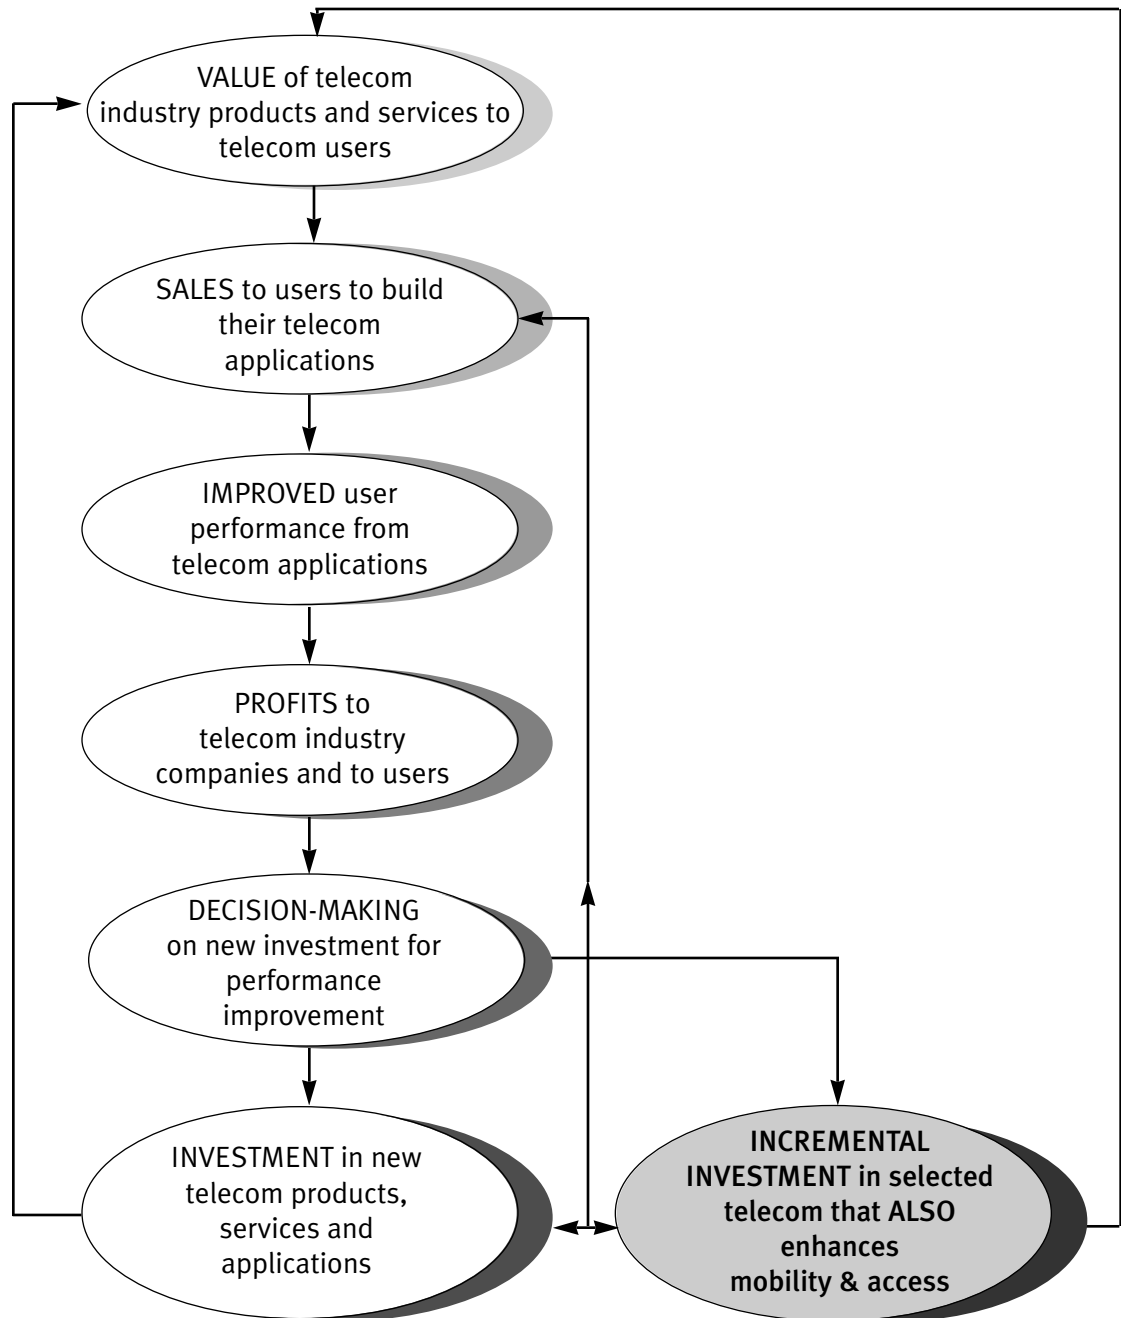 VALUE of telecom
industry products and services to
telecom users
SALES to users to build
their telecom
applications
IMPROVED user
performance from
telecom applications
PROFITS to
telecom industry
companies and to users
DECISION-MAKING
on new investment for
performance
improvement
INVESTMENT in new
telecom products,
services and
applications
INCREMENTAL
INVESTMENT in selected
telecom that ALSO
enhances
mobility & access